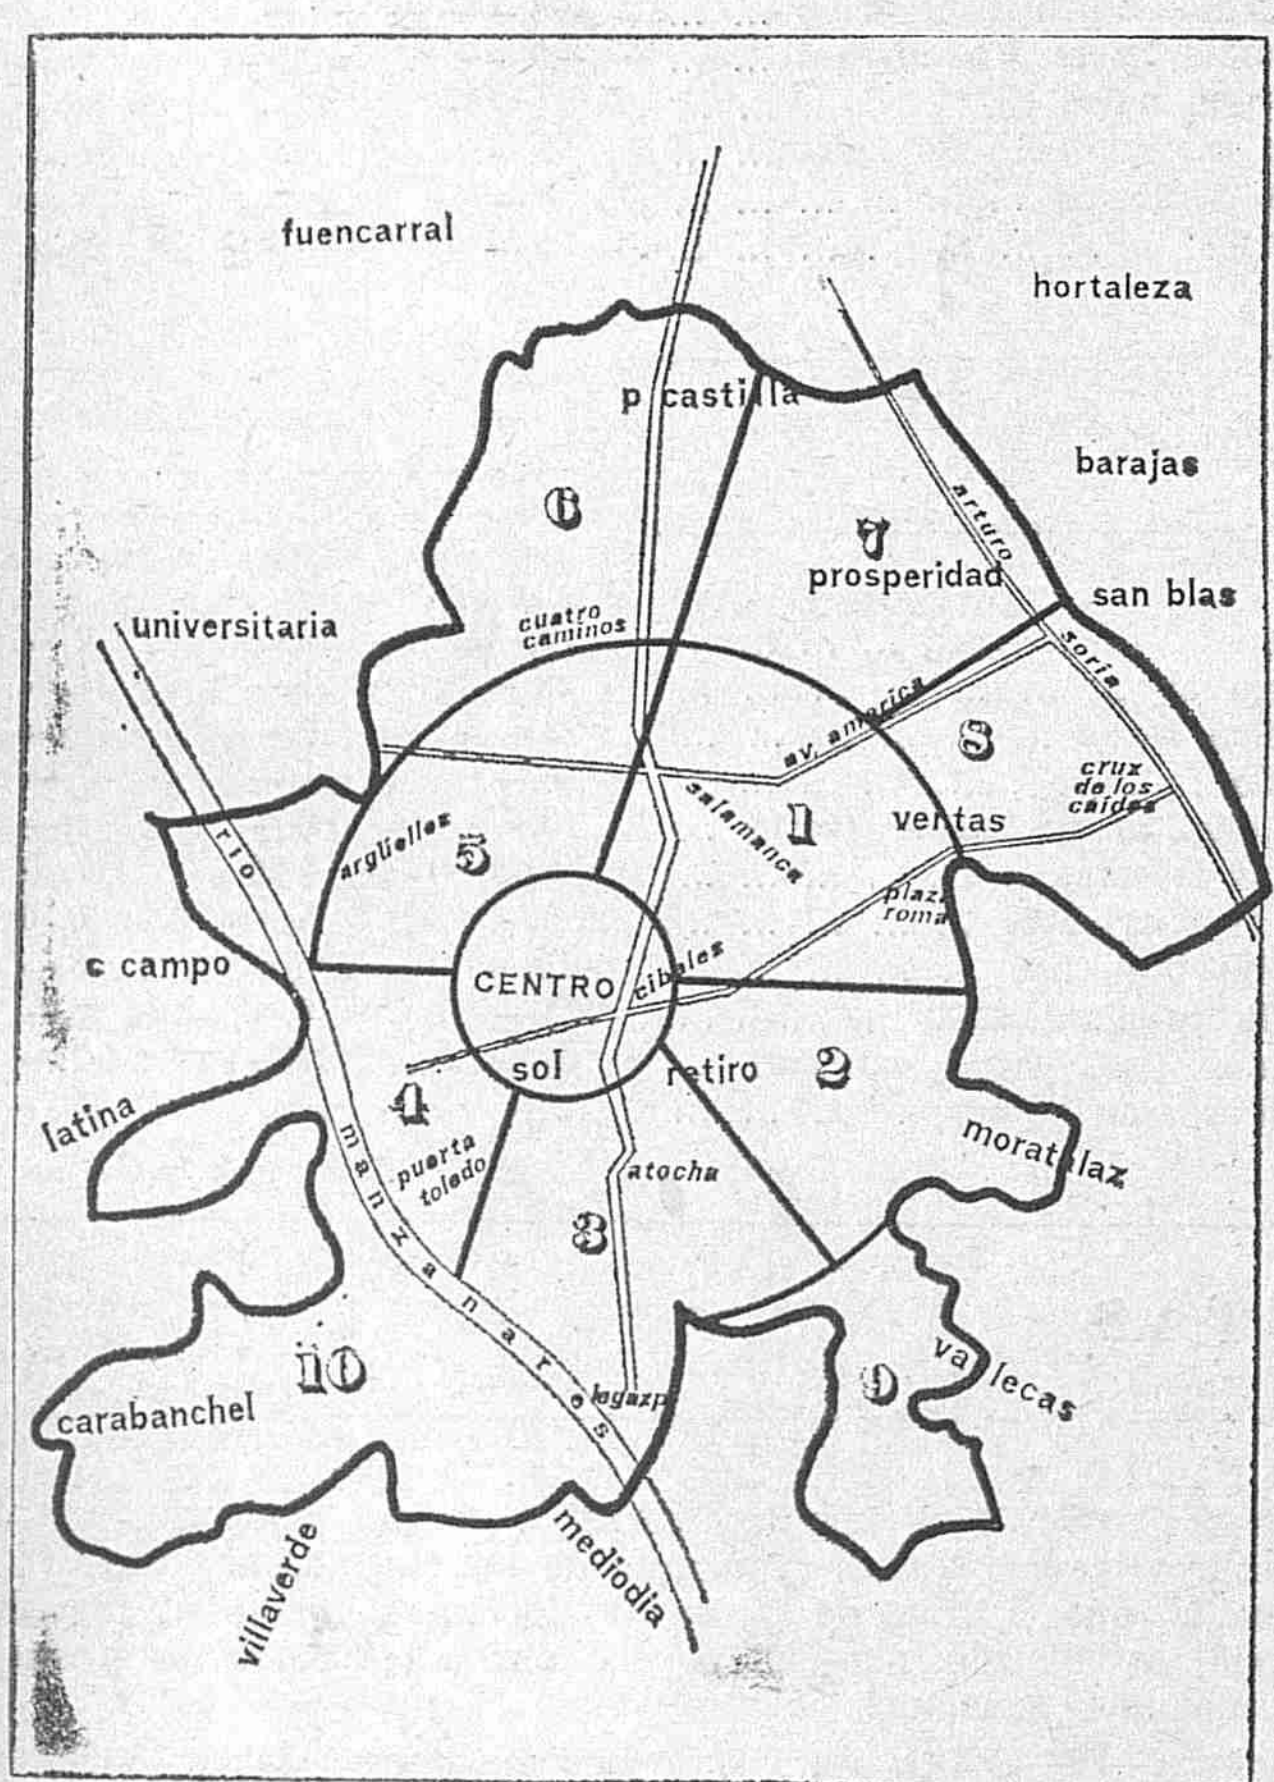 fuencarral
hortaleza
p castilla
barajas
6
arturo
7
prosperidad
san blas
universitaria
cuatro
caminos
soria
av. america
8
crux
de los
caídos
salamanca
1
ventas
rio
argüelles
5
plaza
roma
c campo
CENTRO
cibeles
sol
retiro
2
4
latina
manzanares
puerta
toledo
atocha
moratalaz
3
10
vallecas
9
carabanchel
legazpi
villaverde
mediodia